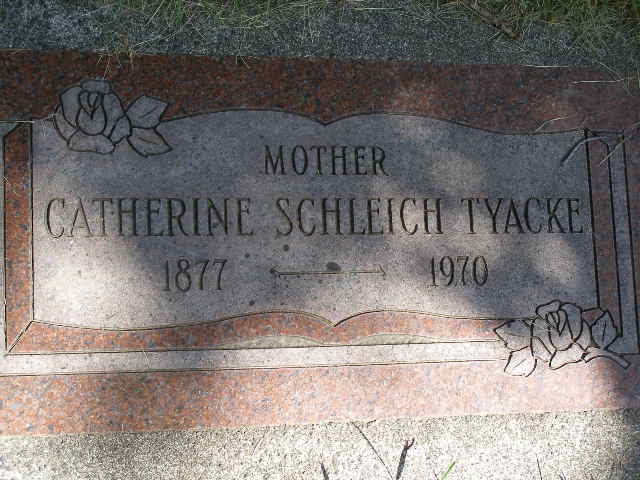 MOTHER
CATHERINE SCHLEICH TYACKE
1877 1970